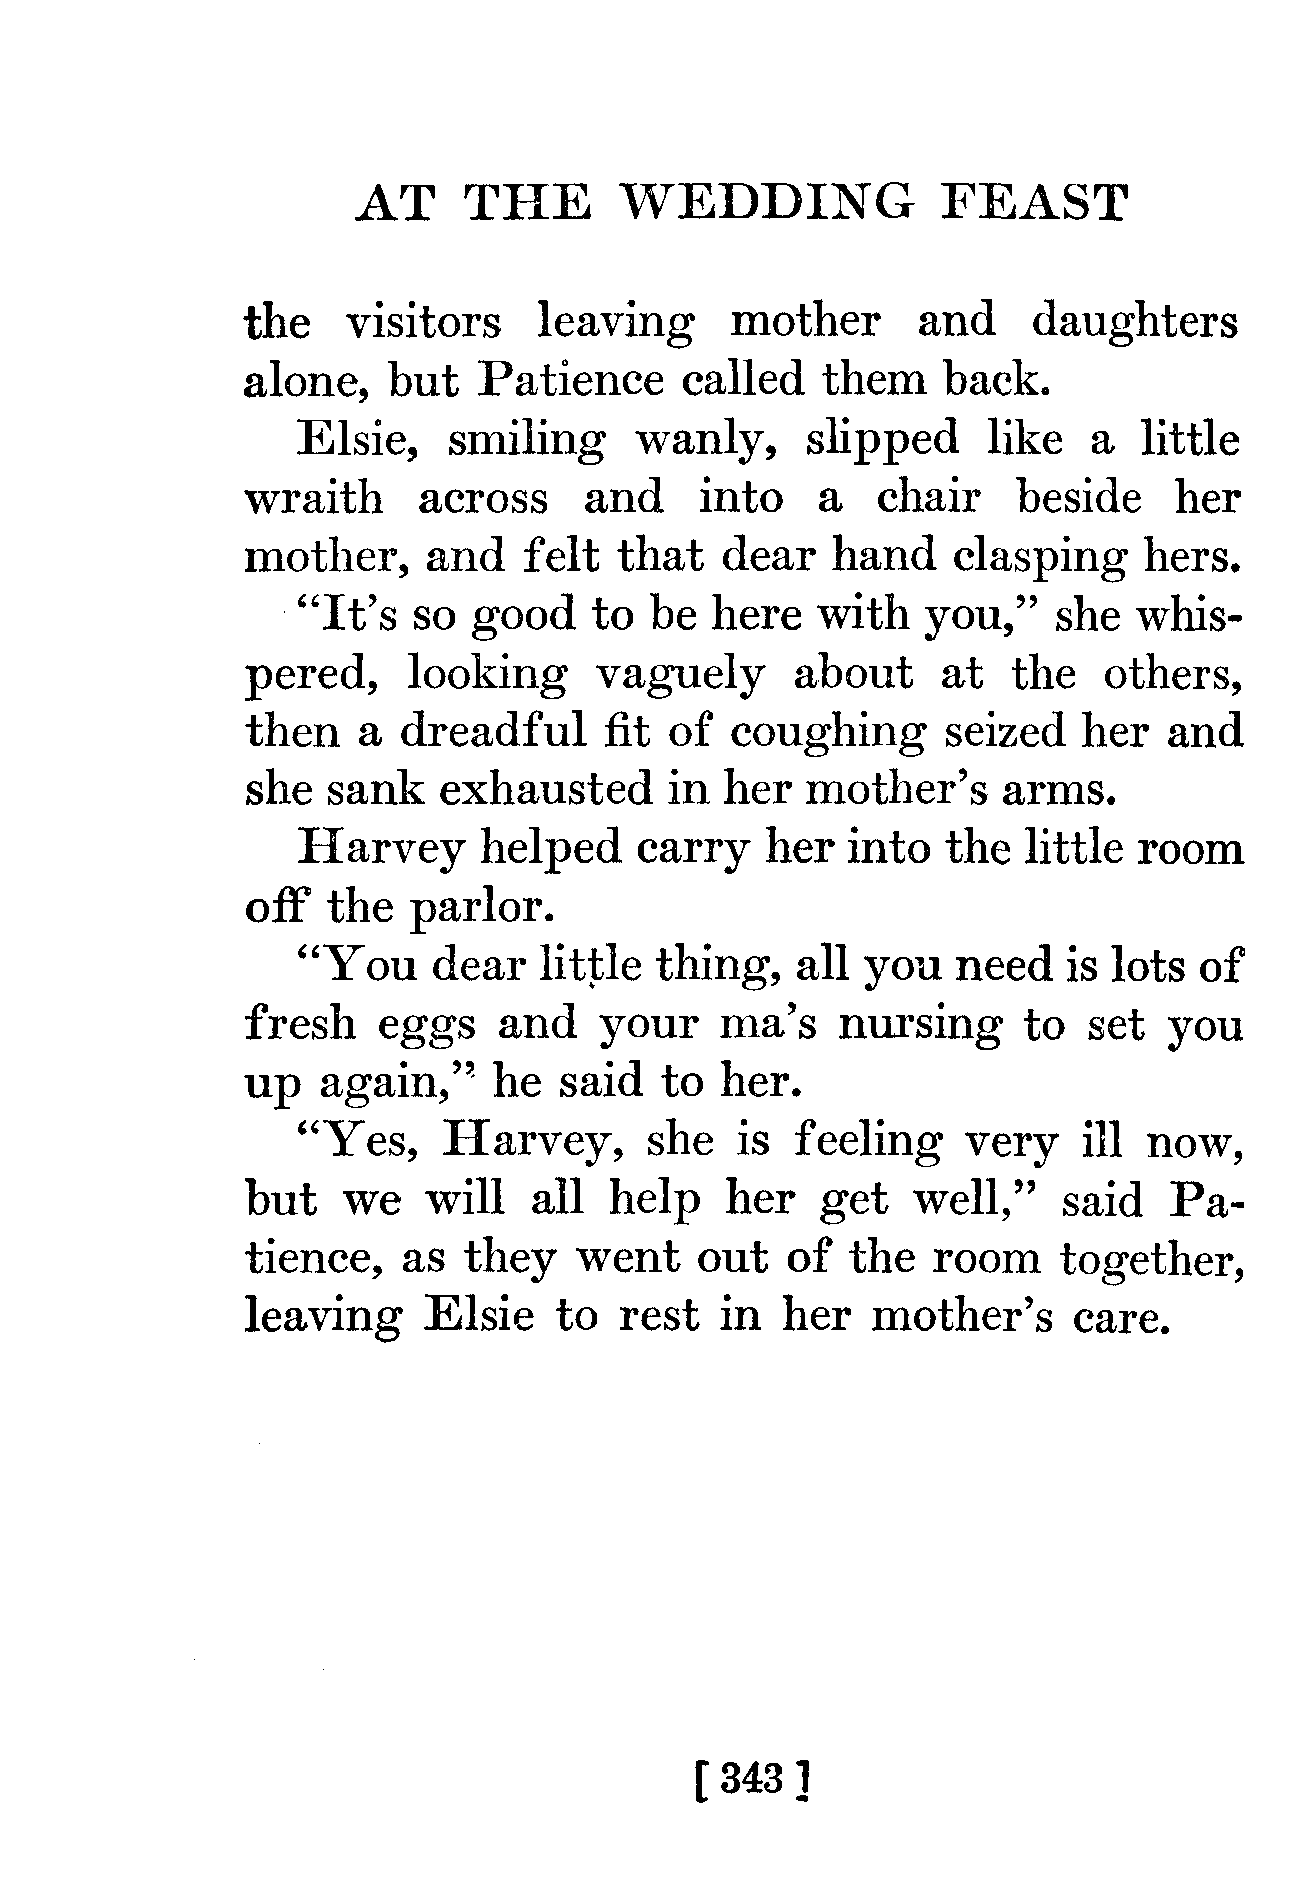 AT THE WEDDING FEAST
the visitors leaving mother and daughters
alone, but Patience called them back.
Elsie, smiling wanly, slipped like a little
wraith across and into a chair beside her
mother, and felt that dear hand clasping hers.
“It’s so good to be here with you,” she whis-
pered, looking vaguely about at the others,
then a dreadful fit of coughing seized her and
she sank exhausted in her mother’s arms.
Harvey helped carry her into the little room
off the parlor.
“You dear little thing, all you need is lots of
fresh eggs and your ma’s nursing to set you
up again,” he said to her.
“Yes, Harvey, she is feeling very ill now,
but we will all help her get well,” said Pa-
tience, as they went out of the room together,
leaving Elsie to rest in her mother’s care.
[ 343 ]